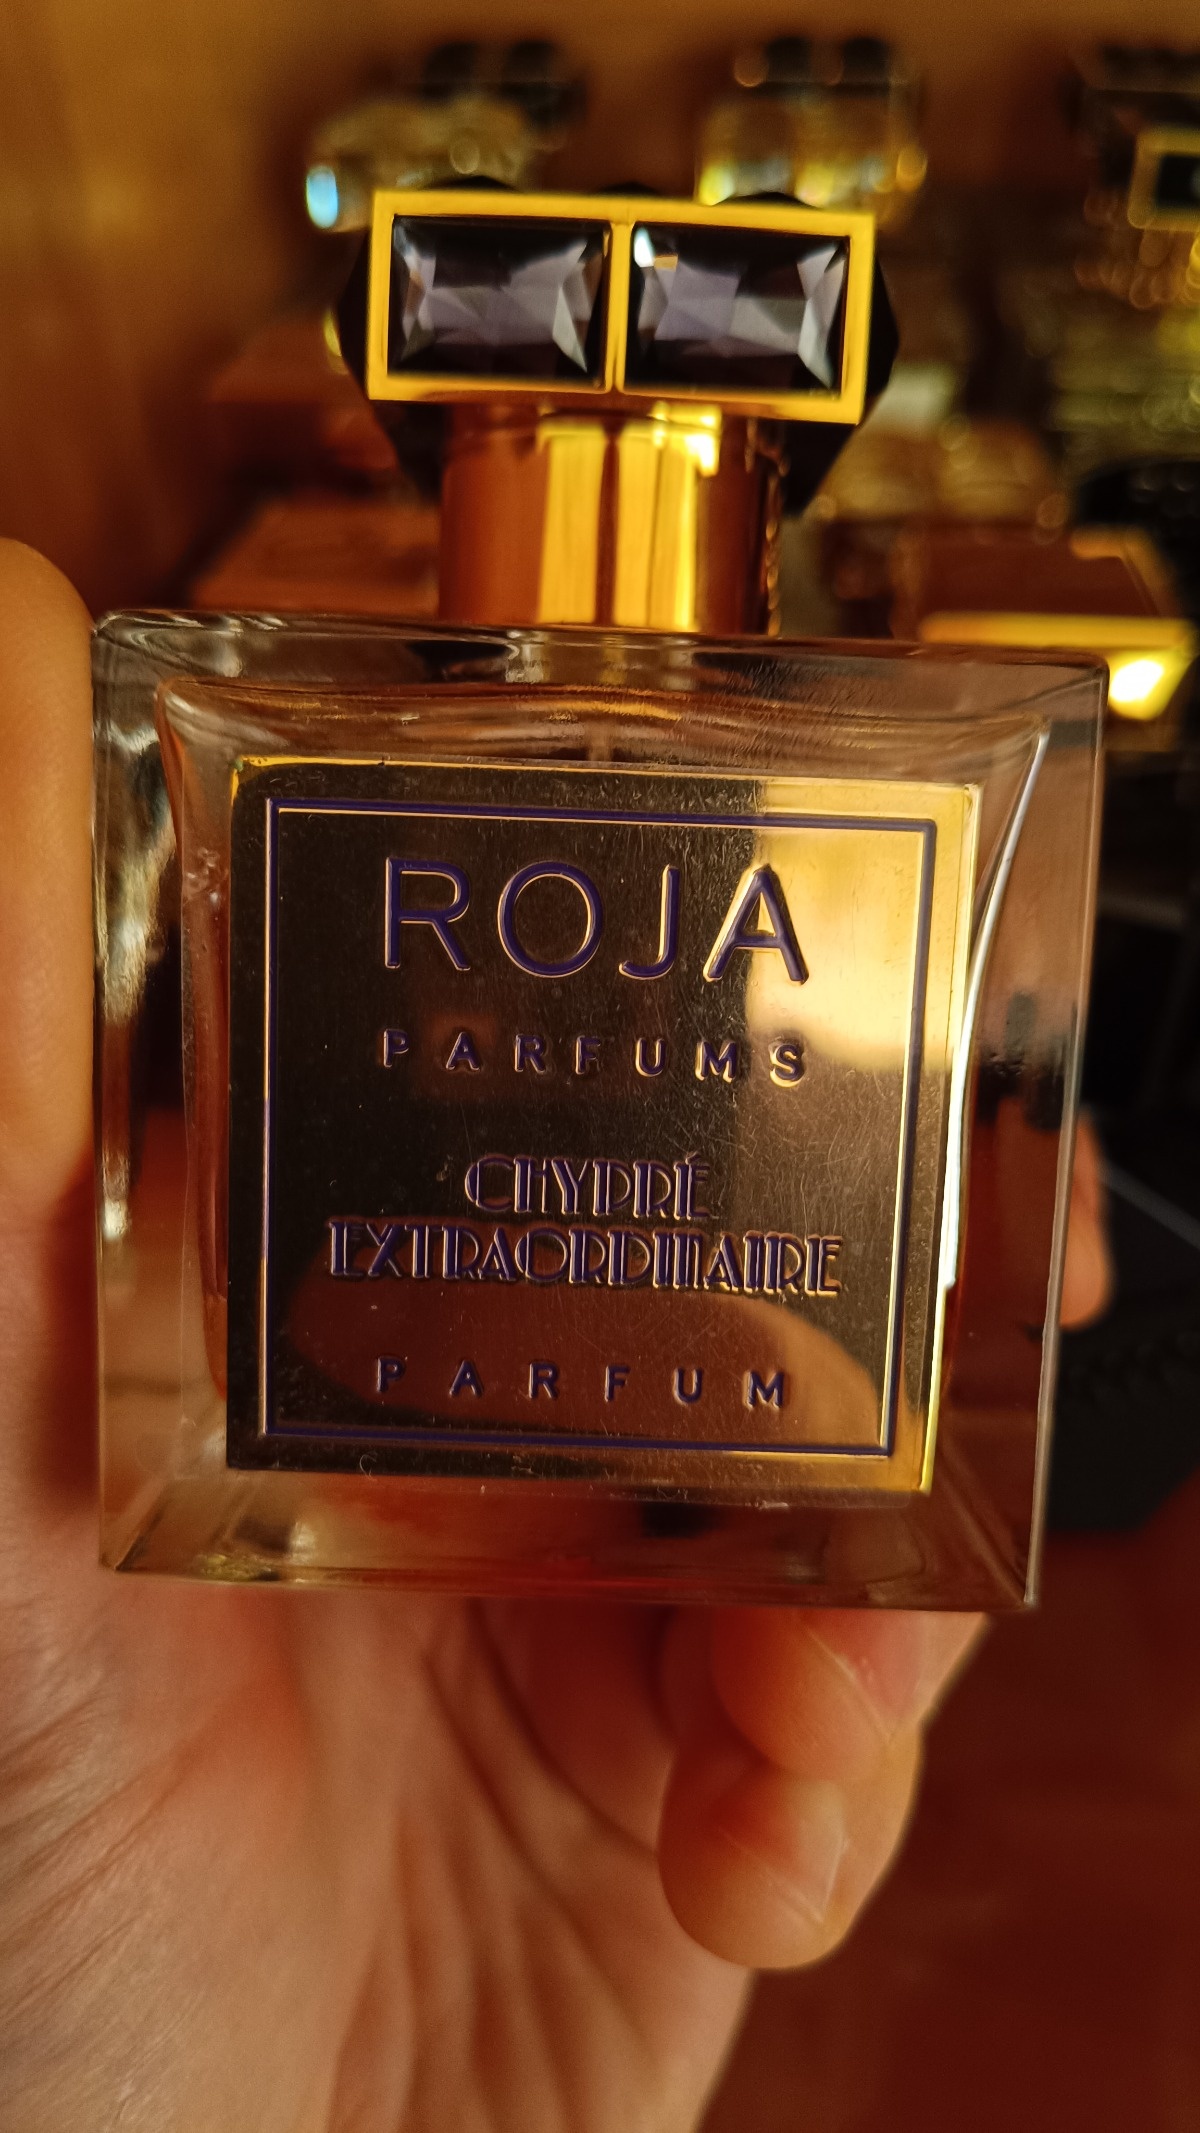 ROJA
PARFUMS
CHYPRÉ
EXTRAORDINAIRE
PARFUM